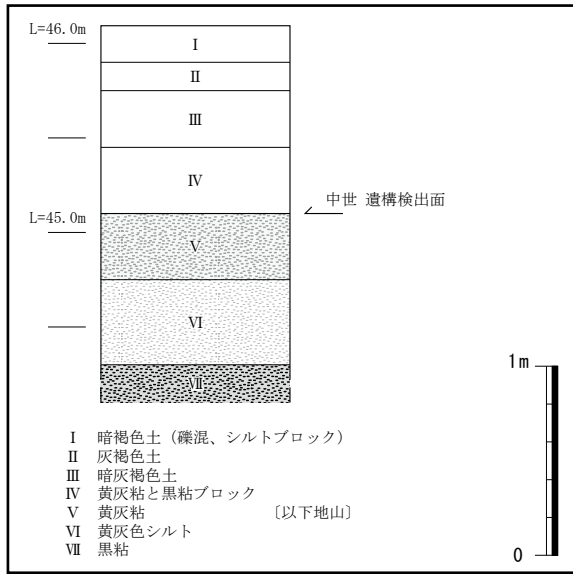 L=46.0m
Ⅰ
Ⅱ
Ⅲ
Ⅳ
中世 遺構検出面
L=45.0m
Ⅴ
Ⅵ
Ⅶ
1m
0
Ⅰ 暗褐色土（礫混、シルトブロック）
Ⅱ 灰褐色土
Ⅲ 暗灰褐色土
Ⅳ 黄灰粘と黒粘ブロック
Ⅴ 黄灰粘 〔以下地山〕
Ⅵ 黄灰色シルト
Ⅶ 黒粘